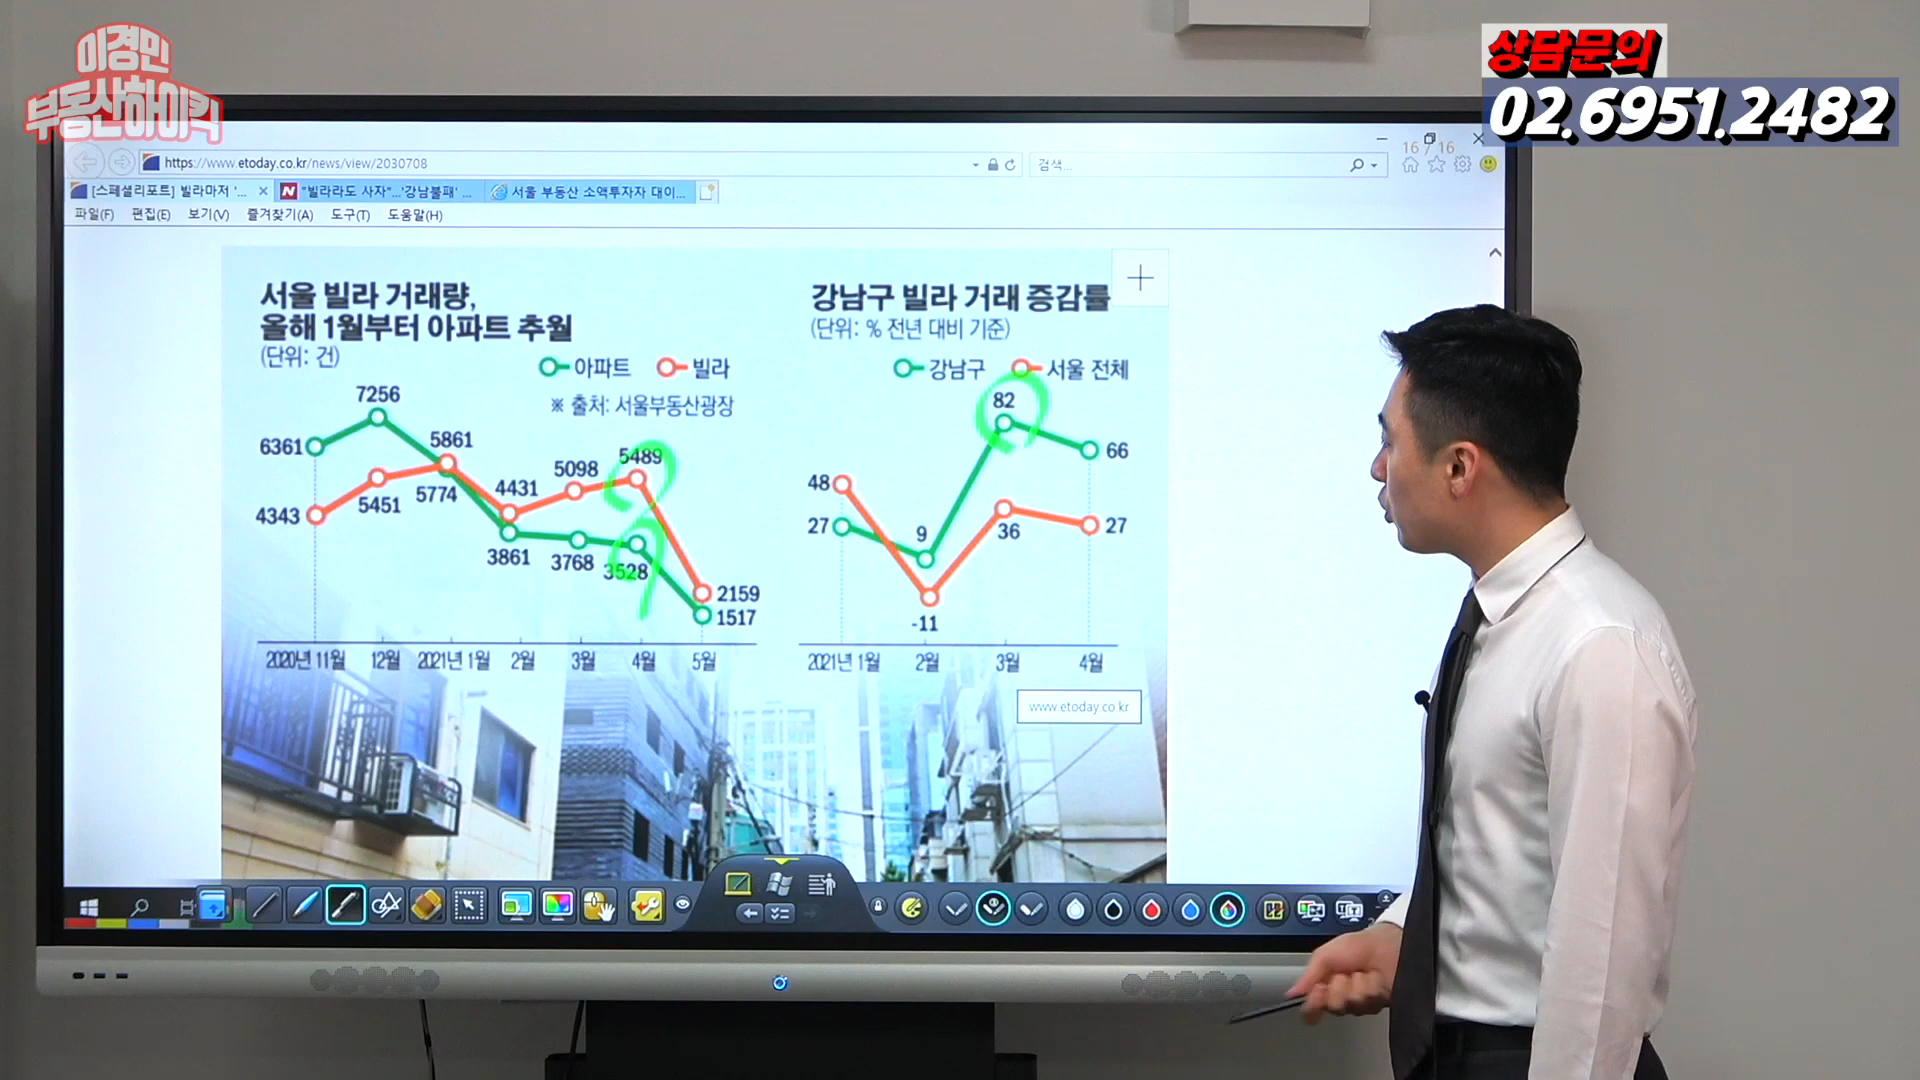 이경민
부동산하이킥
상담문의
02.6951.2482
16 / 16
https://www.etoday.co.kr/news/view/2030708
검색...
[스페셜리포트] 빌라마저 '...
N "빌라라도 사자"...'강남불패' ...
서울 부동산 소액투자자 대이...
파일(F) 편집(E) 보기(V) 즐겨찾기(A) 도구(T) 도움말(H)
서울 빌라 거래량,
올해 1월부터 아파트 추월
(단위: 건)
아파트 빌라
※ 출처: 서울부동산광장
7256
6361
5861
5489
5098
4431
5451
5774
4343
3861
3768
3528
2159
1517
2020년 11월 12월 2021년 1월 2월 3월 4월 5월
강남구 빌라 거래 증감률
(단위: % 전년 대비 기준)
강남구 서울 전체
82
66
48
27
9
36
27
-11
2021년 1월 2월 3월 4월
www.etoday.co.kr